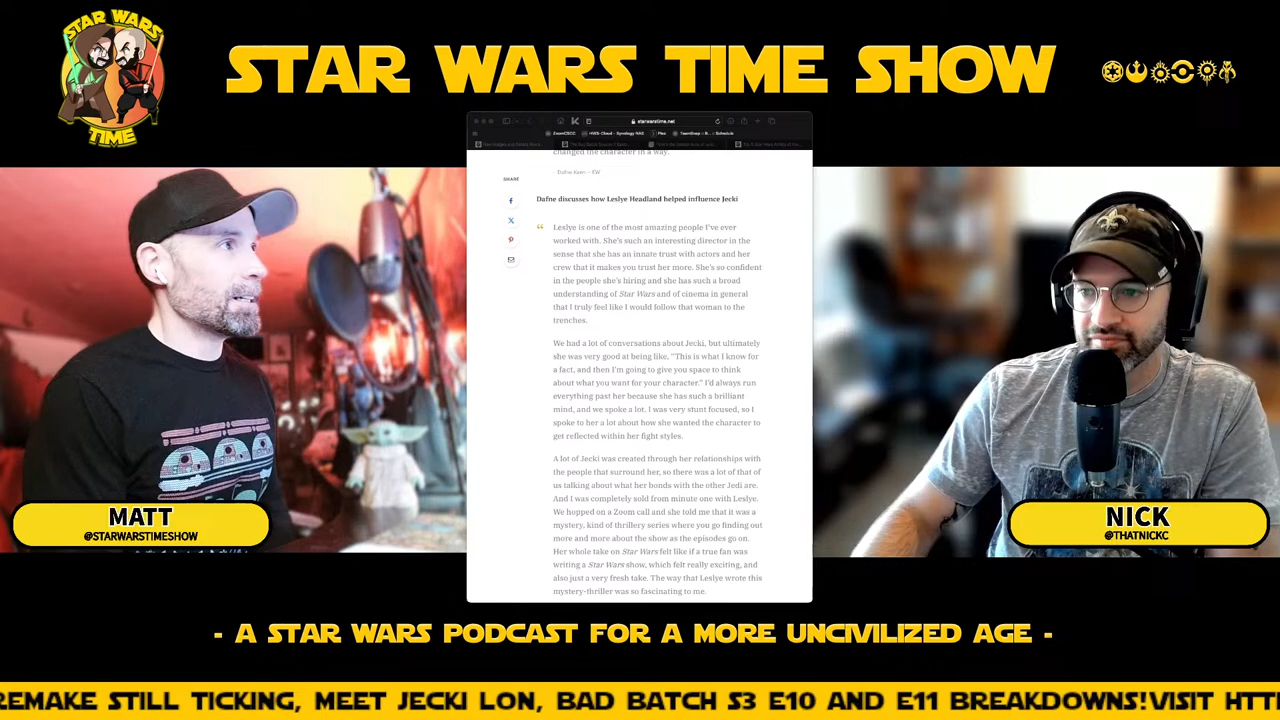 STAR WARS
TIME
STAR WARS TIME SHOW
starwarstime.net
changed the character in a way.
- Dafne Keen – EW
SHARE
Dafne discusses how Leslye Headland helped influence Jecki
Leslye is one of the most amazing people I've ever
worked with. She's such an interesting director in the
sense that she has an innate trust with actors and her
crew that it makes you trust her more. She's so confident
in the people she's hiring and she has such a broad
understanding of Star Wars and of cinema in general
that I truly feel like I would follow that woman to the
trenches.
We had a lot of conversations about Jecki, but ultimately
she was very good at being like, "This is what I know for
a fact, and then I'm going to give you space to think
about what you want for your character." I'd always run
everything past her because she has such a brilliant
mind, and we spoke a lot. I was very stunt focused, so I
spoke to her a lot about how she wanted the character to
get reflected within her fight styles.
A lot of Jecki was created through her relationships with
the people that surround her, so there was a lot of that of
us talking about what her bonds with the other Jedi are.
And I was completely sold from minute one with Leslye.
We hopped on a Zoom call and she told me that it was a
mystery, kind of thrillery series where you go finding out
more and more about the show as the episodes go on.
Her whole take on Star Wars felt like if a true fan was
writing a Star Wars show, which felt really exciting, and
also just a very fresh take. The way that Leslye wrote this
mystery-thriller was so fascinating to me.
MATT
@STARWARSTIMESHOW
NICK
@THATNICKC
- A STAR WARS PODCAST FOR A MORE UNCIVILIZED AGE -
REMAKE STILL TICKING, MEET JECKI LON, BAD BATCH S3 E10 AND E11 BREAKDOWNS!VISIT HTT